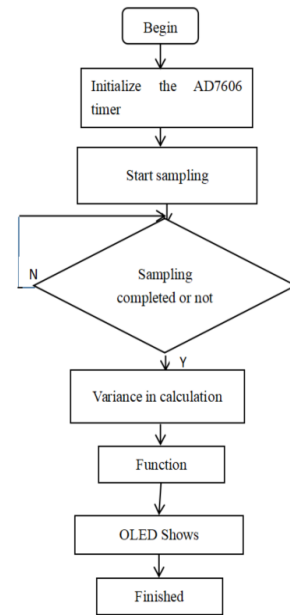 Begin
Initialize the AD7606
timer
Start sampling
N
Sampling
completed or not
Y
Variance in calculation
Function
OLED Shows
Finished